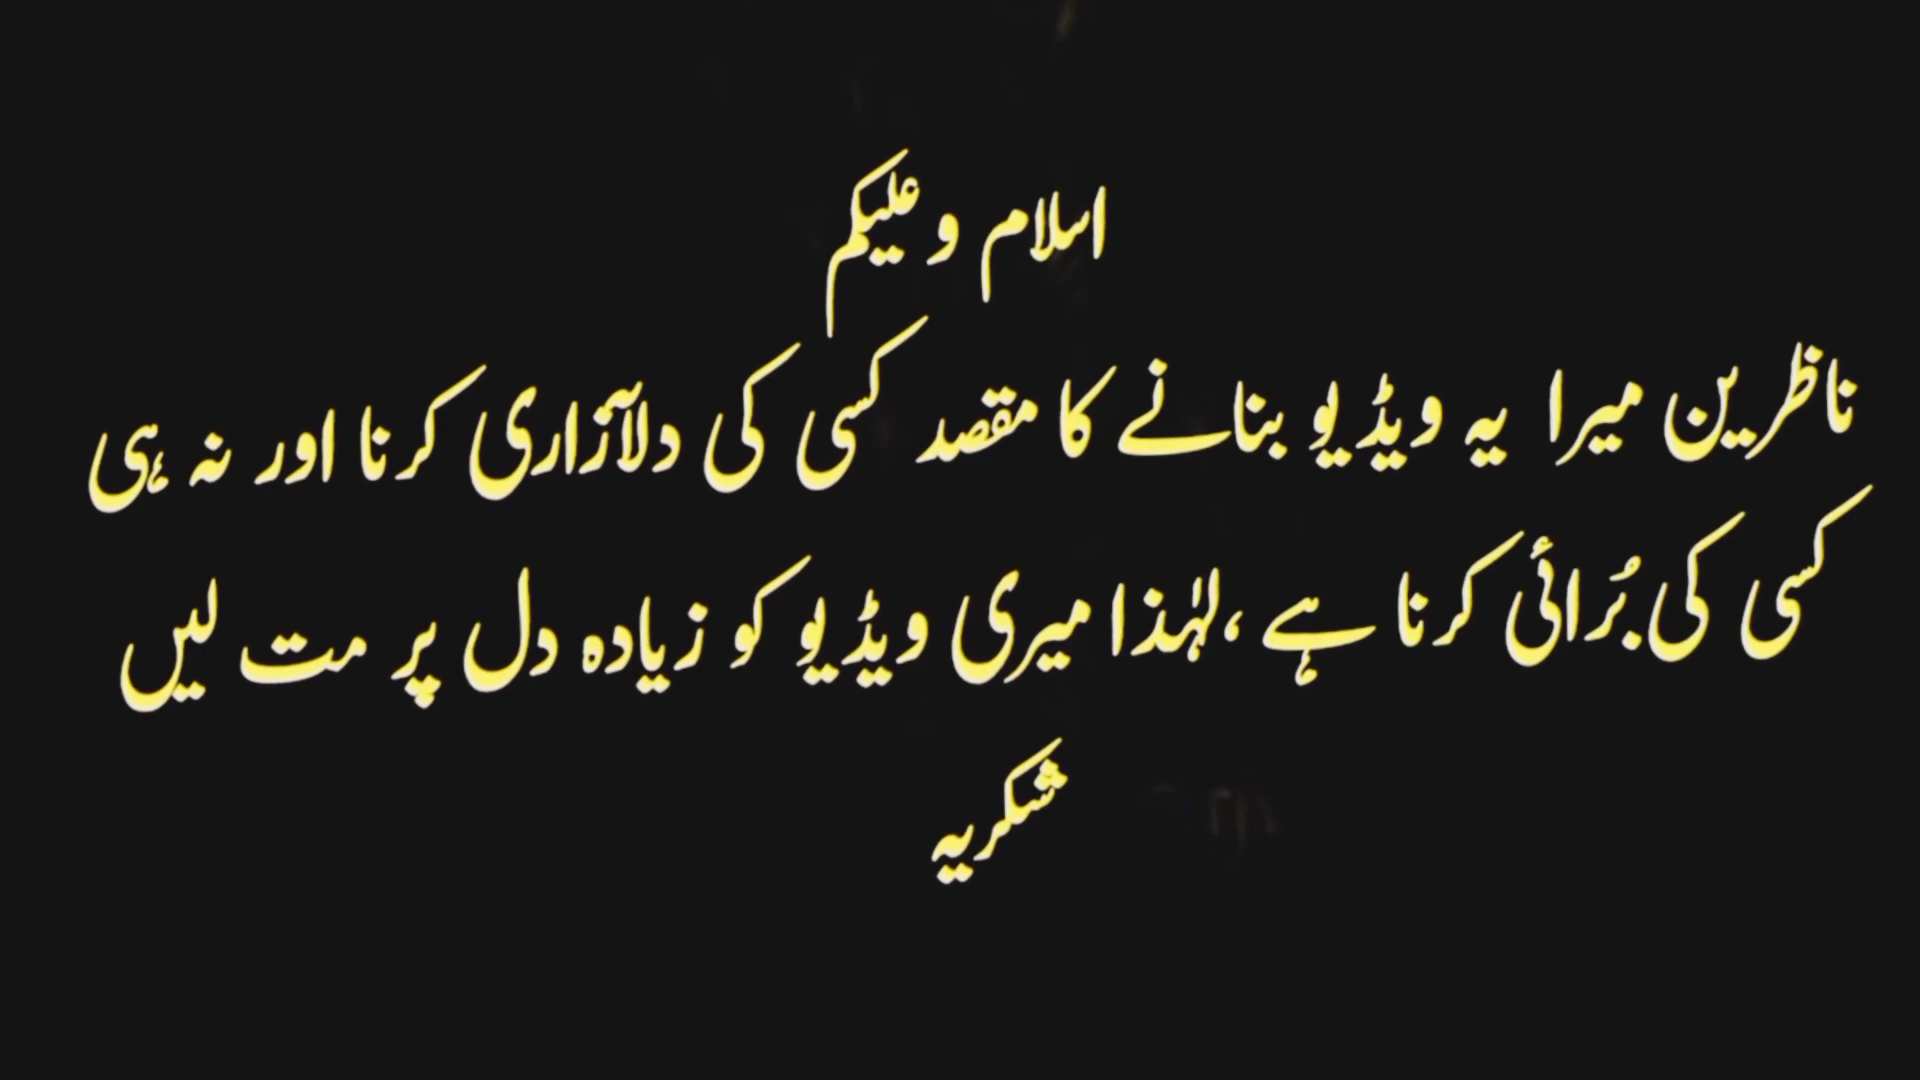 اسلام و علیکم
ناظرین میرا یہ ویڈیو بنانے کا مقصد کسی کی دلآزاری کرنا اور نہ ہی
کسی کی بُرائی کرنا ہے ،لہٰذا میری ویڈیو کو زیادہ دل پر مت لیں
شکریہ